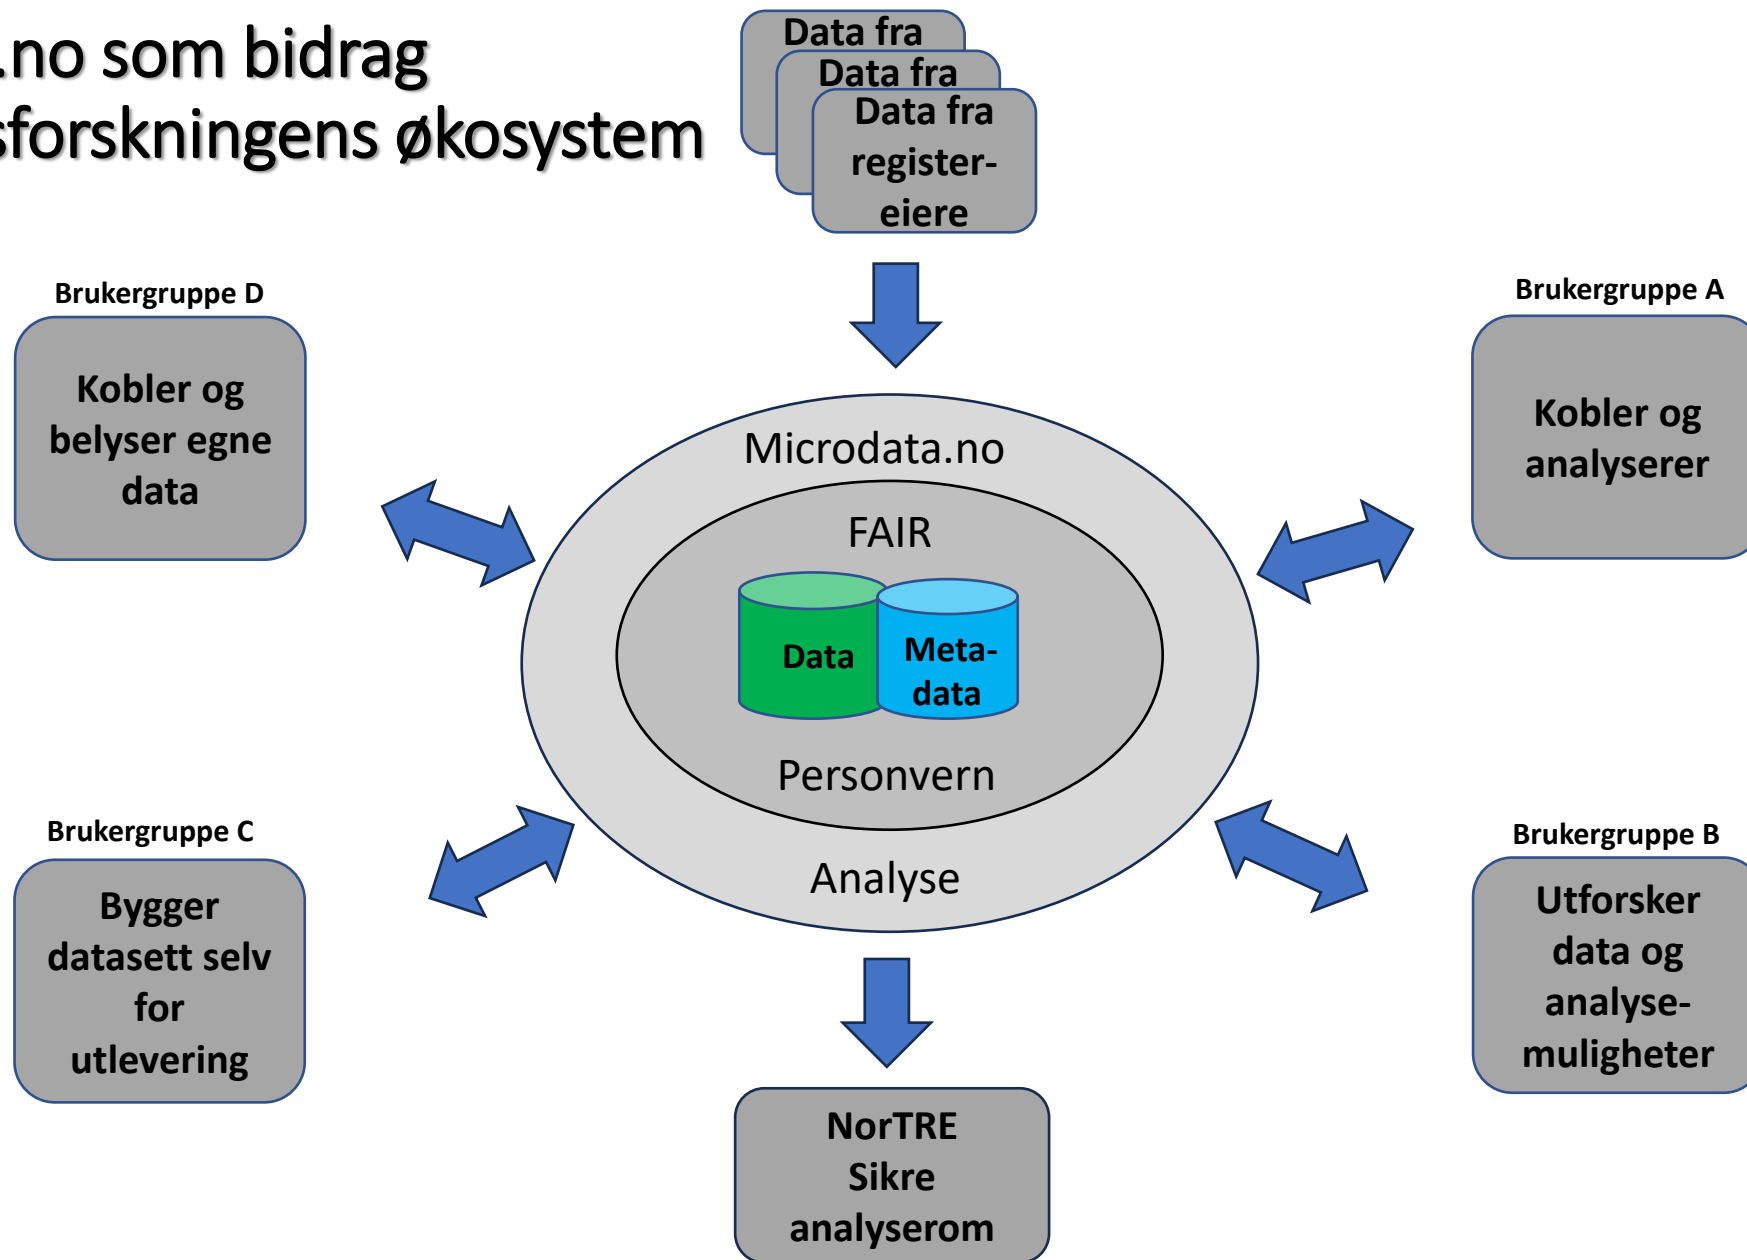 .no som bidrag
sforskningens økosystem
Data fra
Data fra
Data fra
register-
eiere
Brukergruppe D
Kobler og
belyser egne
data
Brukergruppe A
Kobler og
analyserer
Microdata.no
FAIR
Data
Meta-
data
Personvern
Analyse
Brukergruppe C
Bygger
datasett selv
for
utlevering
Brukergruppe B
Utforsker
data og
analyse-
muligheter
NorTRE
Sikre
analyserom